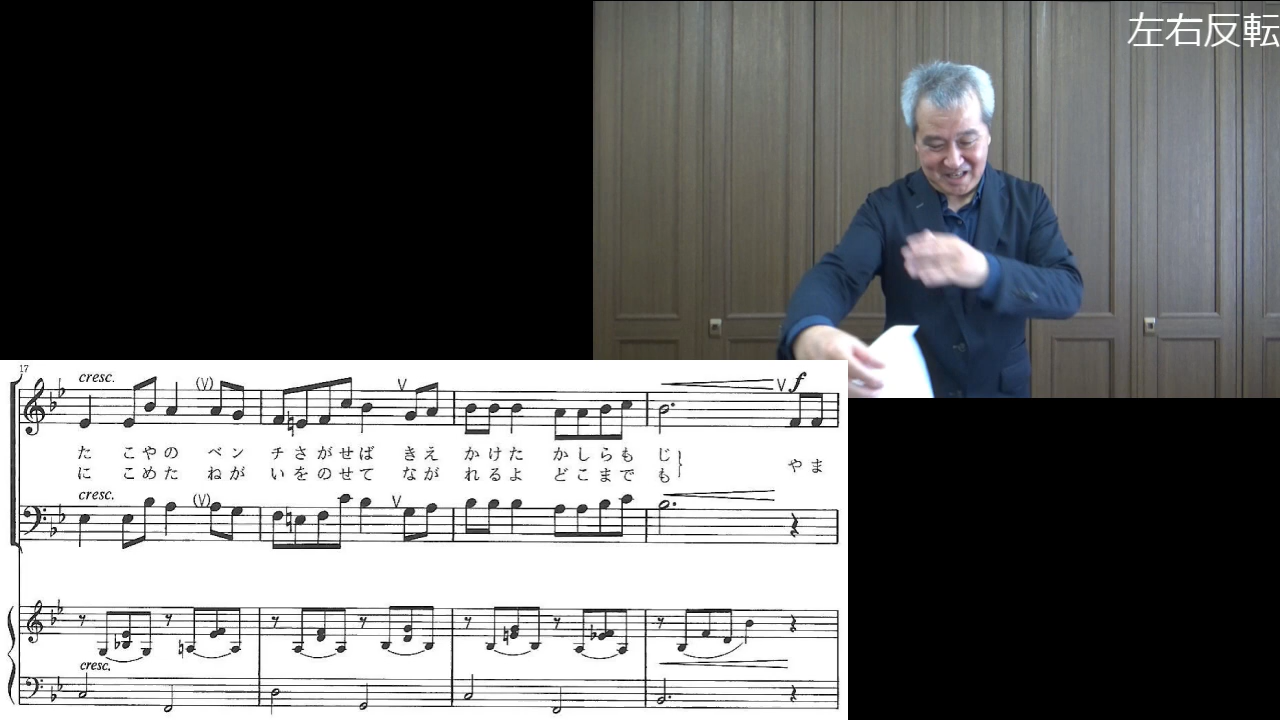 左右反転
17
cresc.
(V)
V
V f
た こやの ベン チさがせば きえ かけた かしらも じ
に こめた ねが いをのせて なが れるよ どこまで も
やま
cresc.
(V)
V
cresc.